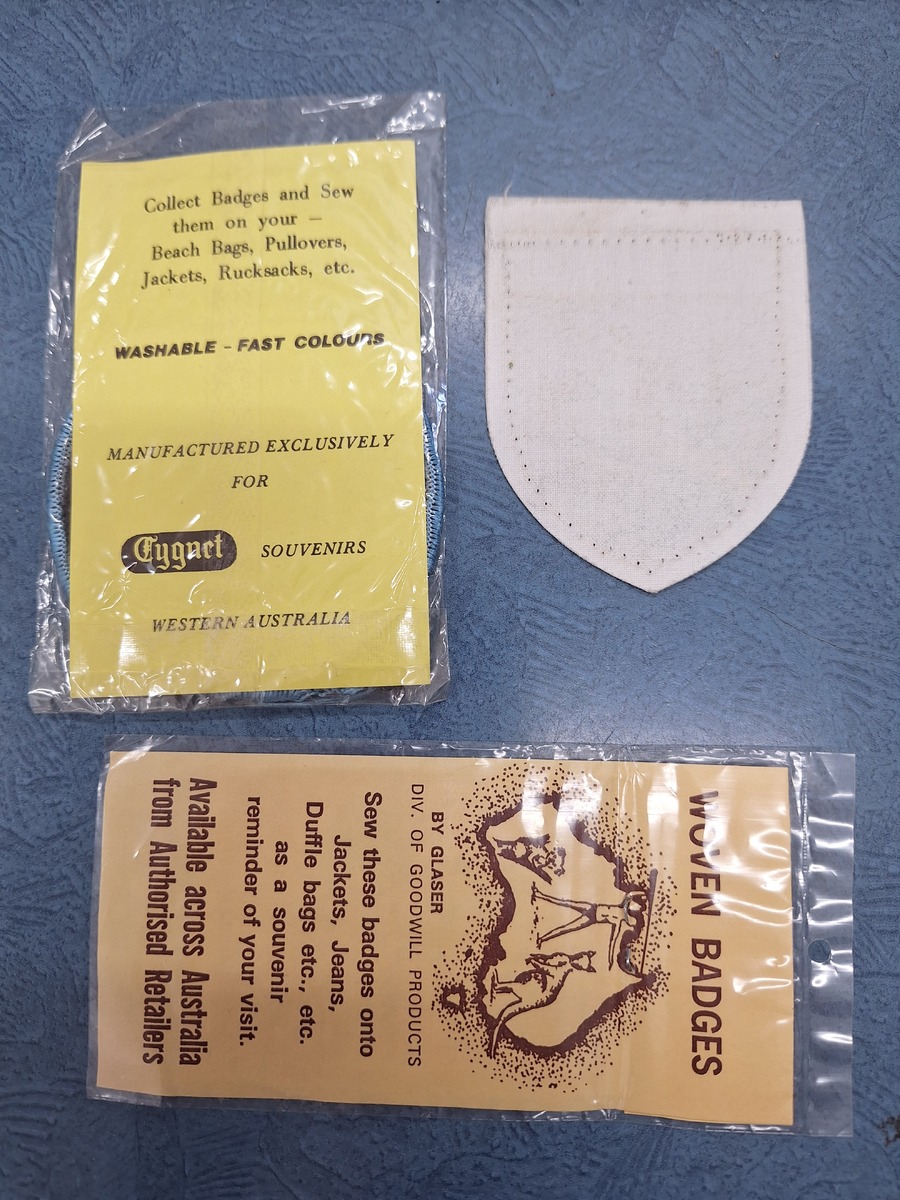 Collect Badges and Sew
them on your —
Beach Bags, Pullovers,
Jackets, Rucksacks, etc.
WASHABLE - FAST COLOURS
MANUFACTURED EXCLUSIVELY
FOR
Cygnet SOUVENIRS
WESTERN AUSTRALIA
WOVEN BADGES
BY GLASER
DIV. OF GOODWILL PRODUCTS
Sew these badges onto
Jackets, Jeans,
Duffle bags etc., etc.
as a souvenir
reminder of your visit.
Available across Australia
from Authorised Retailers